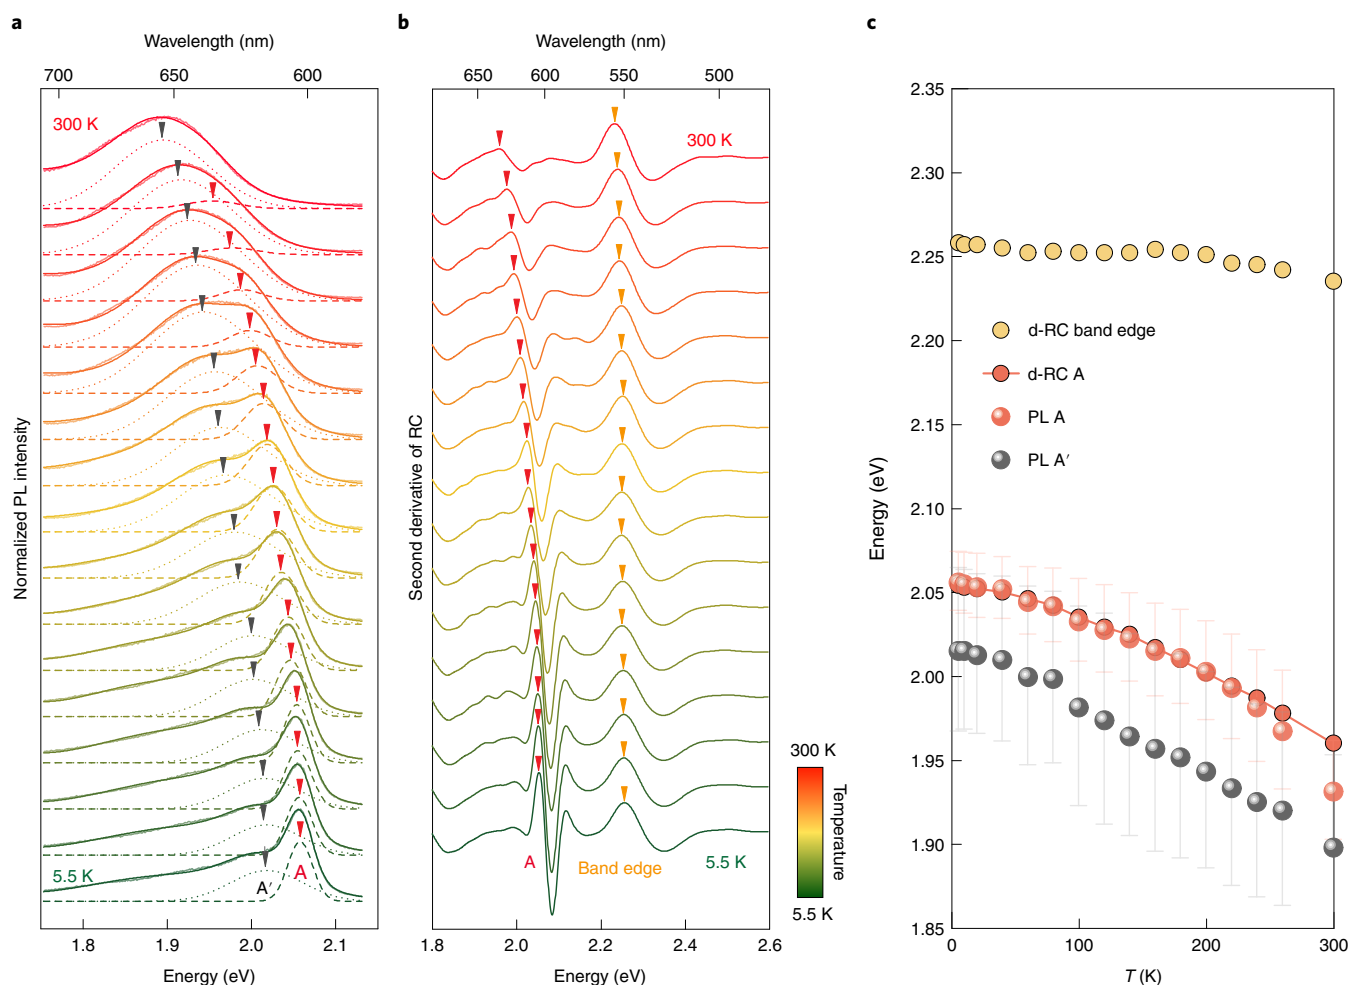 a
Wavelength (nm)
700 650 600
300 K
Normalized PL intensity
5.5 K
A′
A
1.8 1.9 2.0 2.1
Energy (eV)
b
Wavelength (nm)
650 600 550 500
300 K
Second derivative of RC
A
Band edge
5.5 K
1.8 2.0 2.2 2.4 2.6
Energy (eV)
300 K
Temperature
5.5 K
c
2.35
2.30
2.25
2.20
2.15
2.10
2.05
2.00
1.95
1.90
1.85
Energy (eV)
d-RC band edge
d-RC A
PL A
PL A′
0 100 200 300
T (K)